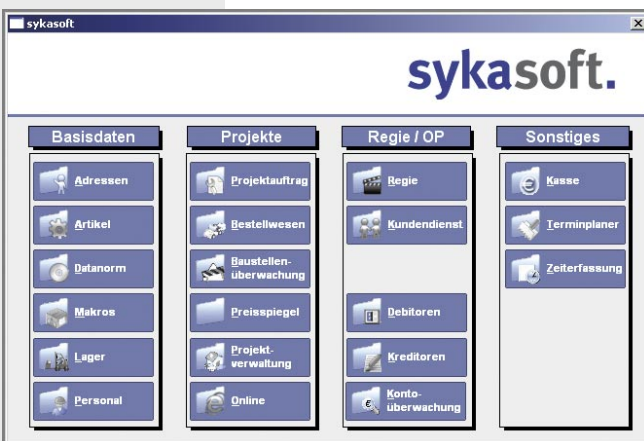 sykasoft
sykasoft.
Basisdaten
Adressen
Artikel
Datanorm
Makros
Lager
Personal
Projekte
Projektauftrag
Bestellwesen
Baustellen-
überwachung
Preisspiegel
Projekt-
verwaltung
Online
Regie / OP
Regie
Kundendienst
Debitoren
Kreditoren
Konto-
überwachung
Sonstiges
Kasse
Terminplaner
Zeiterfassung